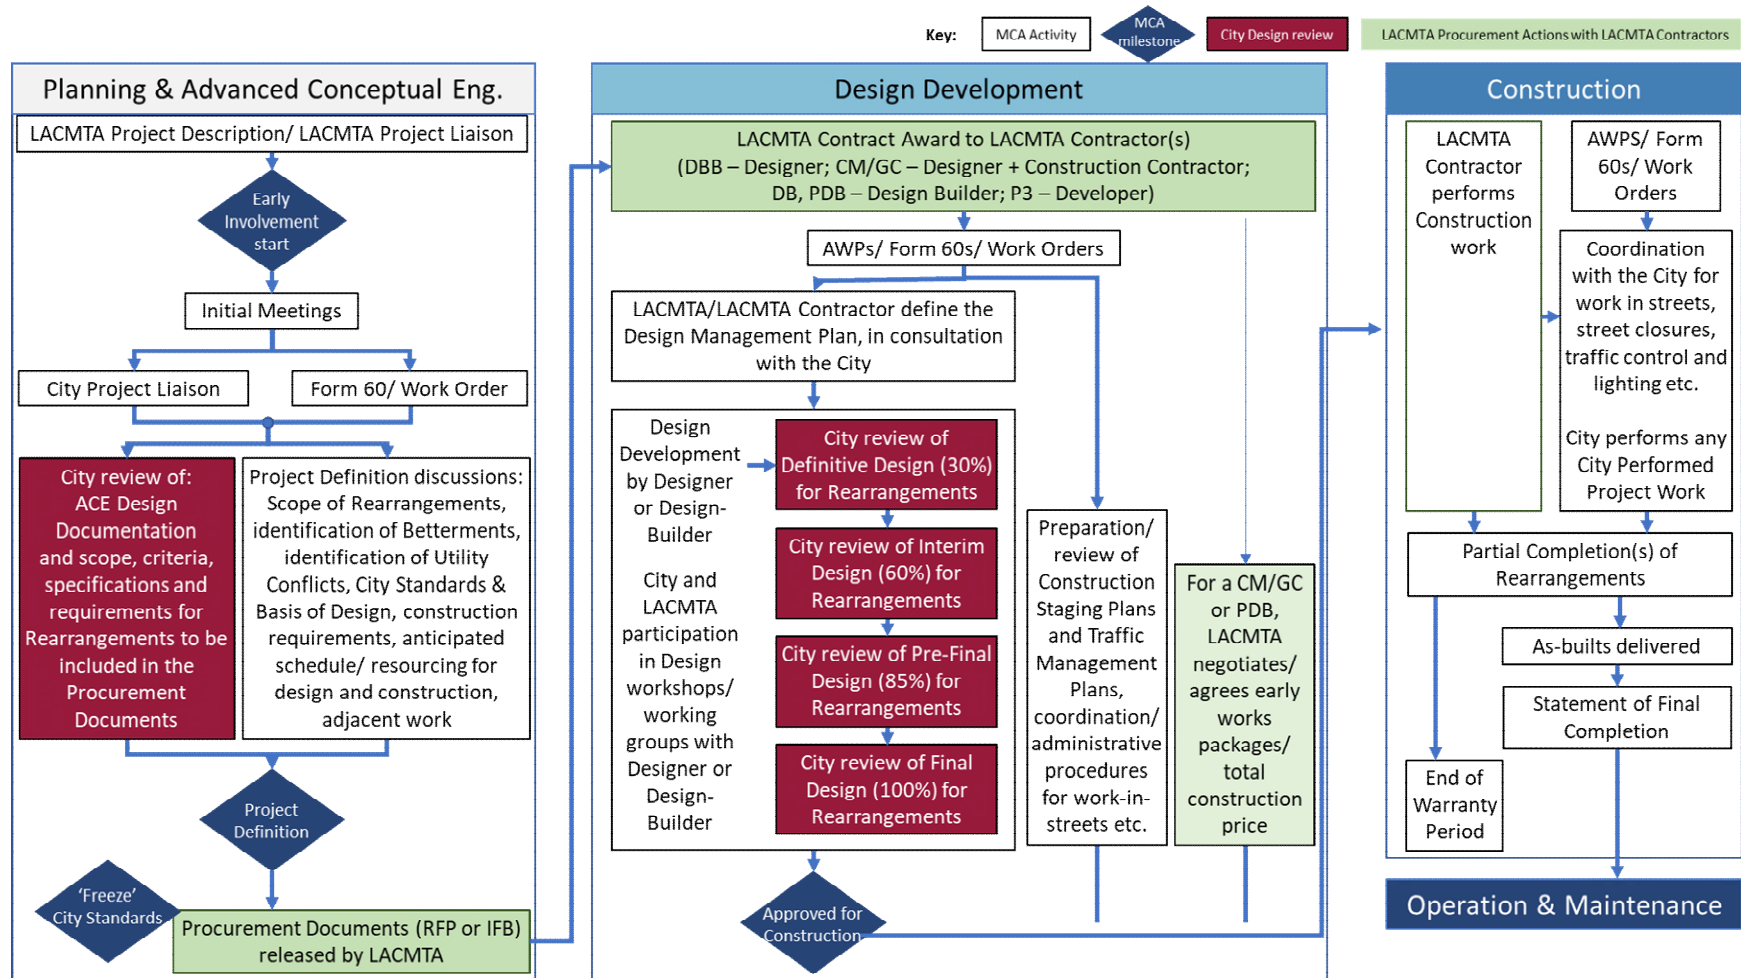 Key:
MCA Activity
MCA
milestone
City Design review
LACMTA Procurement Actions with LACMTA Contractors
Planning & Advanced Conceptual Eng.
LACMTA Project Description/ LACMTA Project Liaison
Early
Involvement
start
Initial Meetings
City Project Liaison
Form 60/ Work Order
City review of:
ACE Design
Documentation
and scope, criteria,
specifications and
requirements for
Rearrangements to be
included in the
Procurement
Documents
Project Definition discussions:
Scope of Rearrangements,
identification of Betterments,
identification of Utility
Conflicts, City Standards &
Basis of Design, construction
requirements, anticipated
schedule/ resourcing for
design and construction,
adjacent work
Project
Definition
'Freeze'
City Standards
Procurement Documents (RFP or IFB)
released by LACMTA
Design Development
LACMTA Contract Award to LACMTA Contractor(s)
(DBB – Designer; CM/GC – Designer + Construction Contractor;
DB, PDB – Design Builder; P3 – Developer)
AWPs/ Form 60s/ Work Orders
LACMTA/LACMTA Contractor define the
Design Management Plan, in consultation
with the City
Design
Development
by Designer
or Design-
Builder
City and
LACMTA
participation
in Design
workshops/
working
groups with
Designer or
Design-
Builder
City review of
Definitive Design (30%)
for Rearrangements
City review of Interim
Design (60%) for
Rearrangements
City review of Pre-Final
Design (85%) for
Rearrangements
City review of Final
Design (100%) for
Rearrangements
Approved for
Construction
Preparation/
review of
Construction
Staging Plans
and Traffic
Management
Plans,
coordination/
administrative
procedures
for work-in-
streets etc.
For a CM/GC
or PDB,
LACMTA
negotiates/
agrees early
works
packages/
total
construction
price
Construction
LACMTA
Contractor
performs
Construction
work
AWPS/ Form
60s/ Work
Orders
Coordination
with the City for
work in streets,
street closures,
traffic control and
lighting etc.
City performs any
City Performed
Project Work
Partial Completion(s) of
Rearrangements
As-builts delivered
Statement of Final
Completion
End of
Warranty
Period
Operation & Maintenance